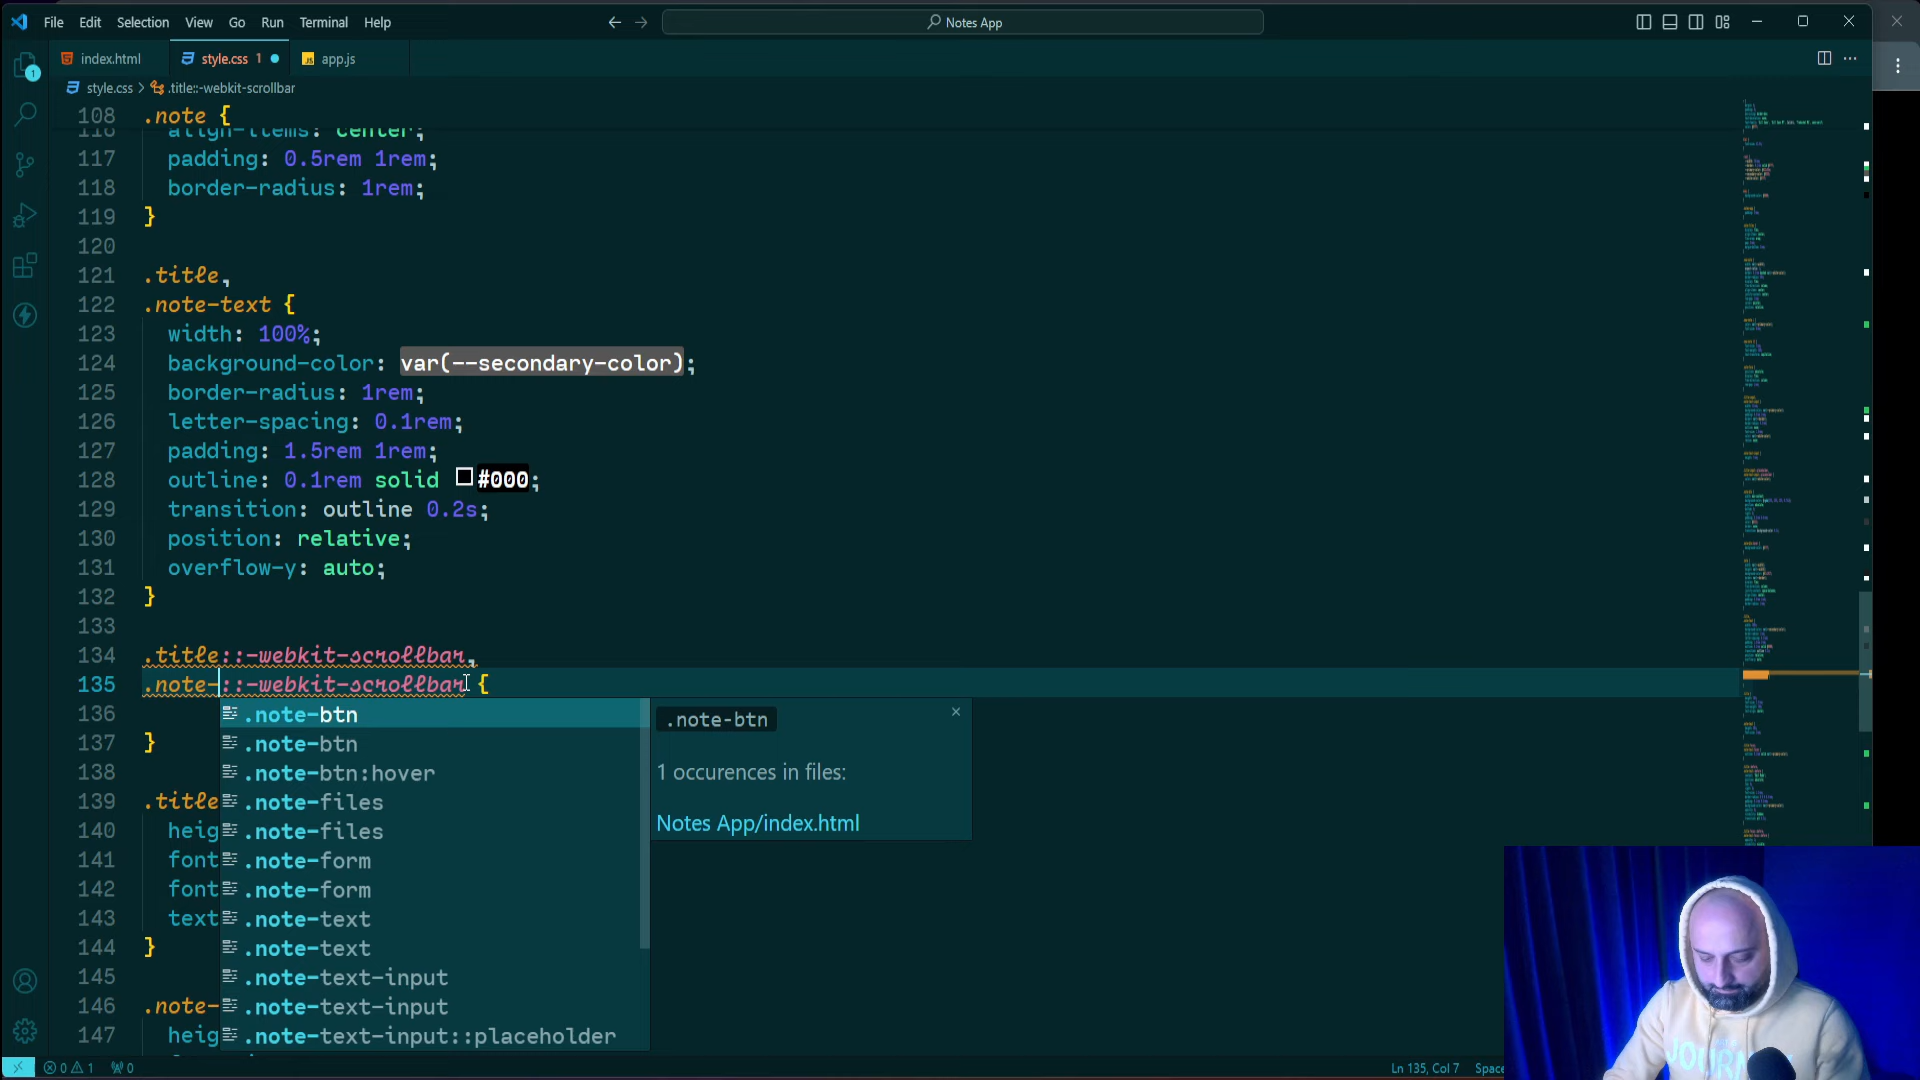 File Edit Selection View Go Run Terminal Help
Notes App
index.html style.css 1 app.js
style.css > .title::-webkit-scrollbar
108 .note {
116 align-items: center;
117 padding: 0.5rem 1rem;
118 border-radius: 1rem;
119 }
120
121 .title,
122 .note-text {
123 width: 100%;
124 background-color: var(--secondary-color);
125 border-radius: 1rem;
126 letter-spacing: 0.1rem;
127 padding: 1.5rem 1rem;
128 outline: 0.1rem solid #000;
129 transition: outline 0.2s;
130 position: relative;
131 overflow-y: auto;
132 }
133
134 .title::-webkit-scrollbar,
135 .note-::-webkit-scrollbar {
136 .note-btn
137 } .note-btn
138 .note-btn:hover
139 .title .note-files
140 heig .note-files
141 font .note-form
142 font .note-form
143 text .note-text
144 } .note-text
145 .note-text-input
146 .note- .note-text-input
147 heig .note-text-input::placeholder
.note-btn
1 occurences in files:
Notes App/index.html
0 1 0
Ln 135, Col 7 Space